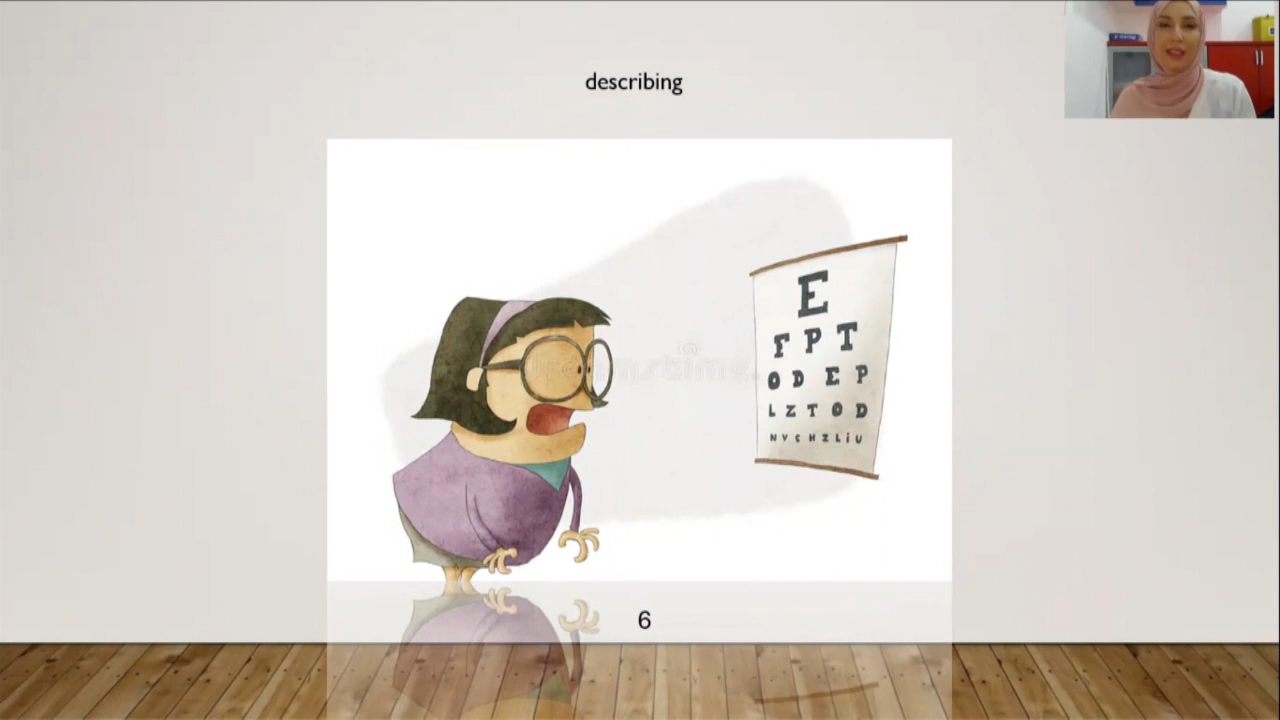 describing
E
F P T
O D E P
L Z T O D
N V C H Z L i U
6